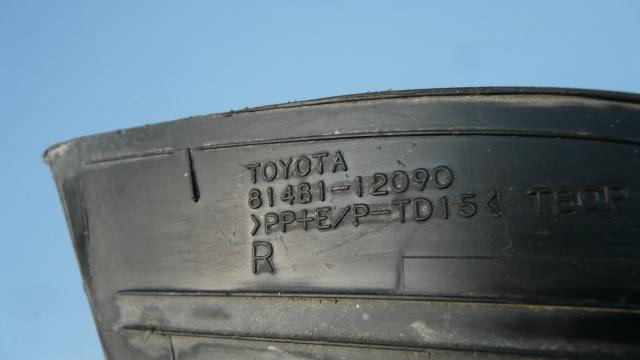 TOYOTA
81481-12090
>PP+E/P-TD15< TSOP
R